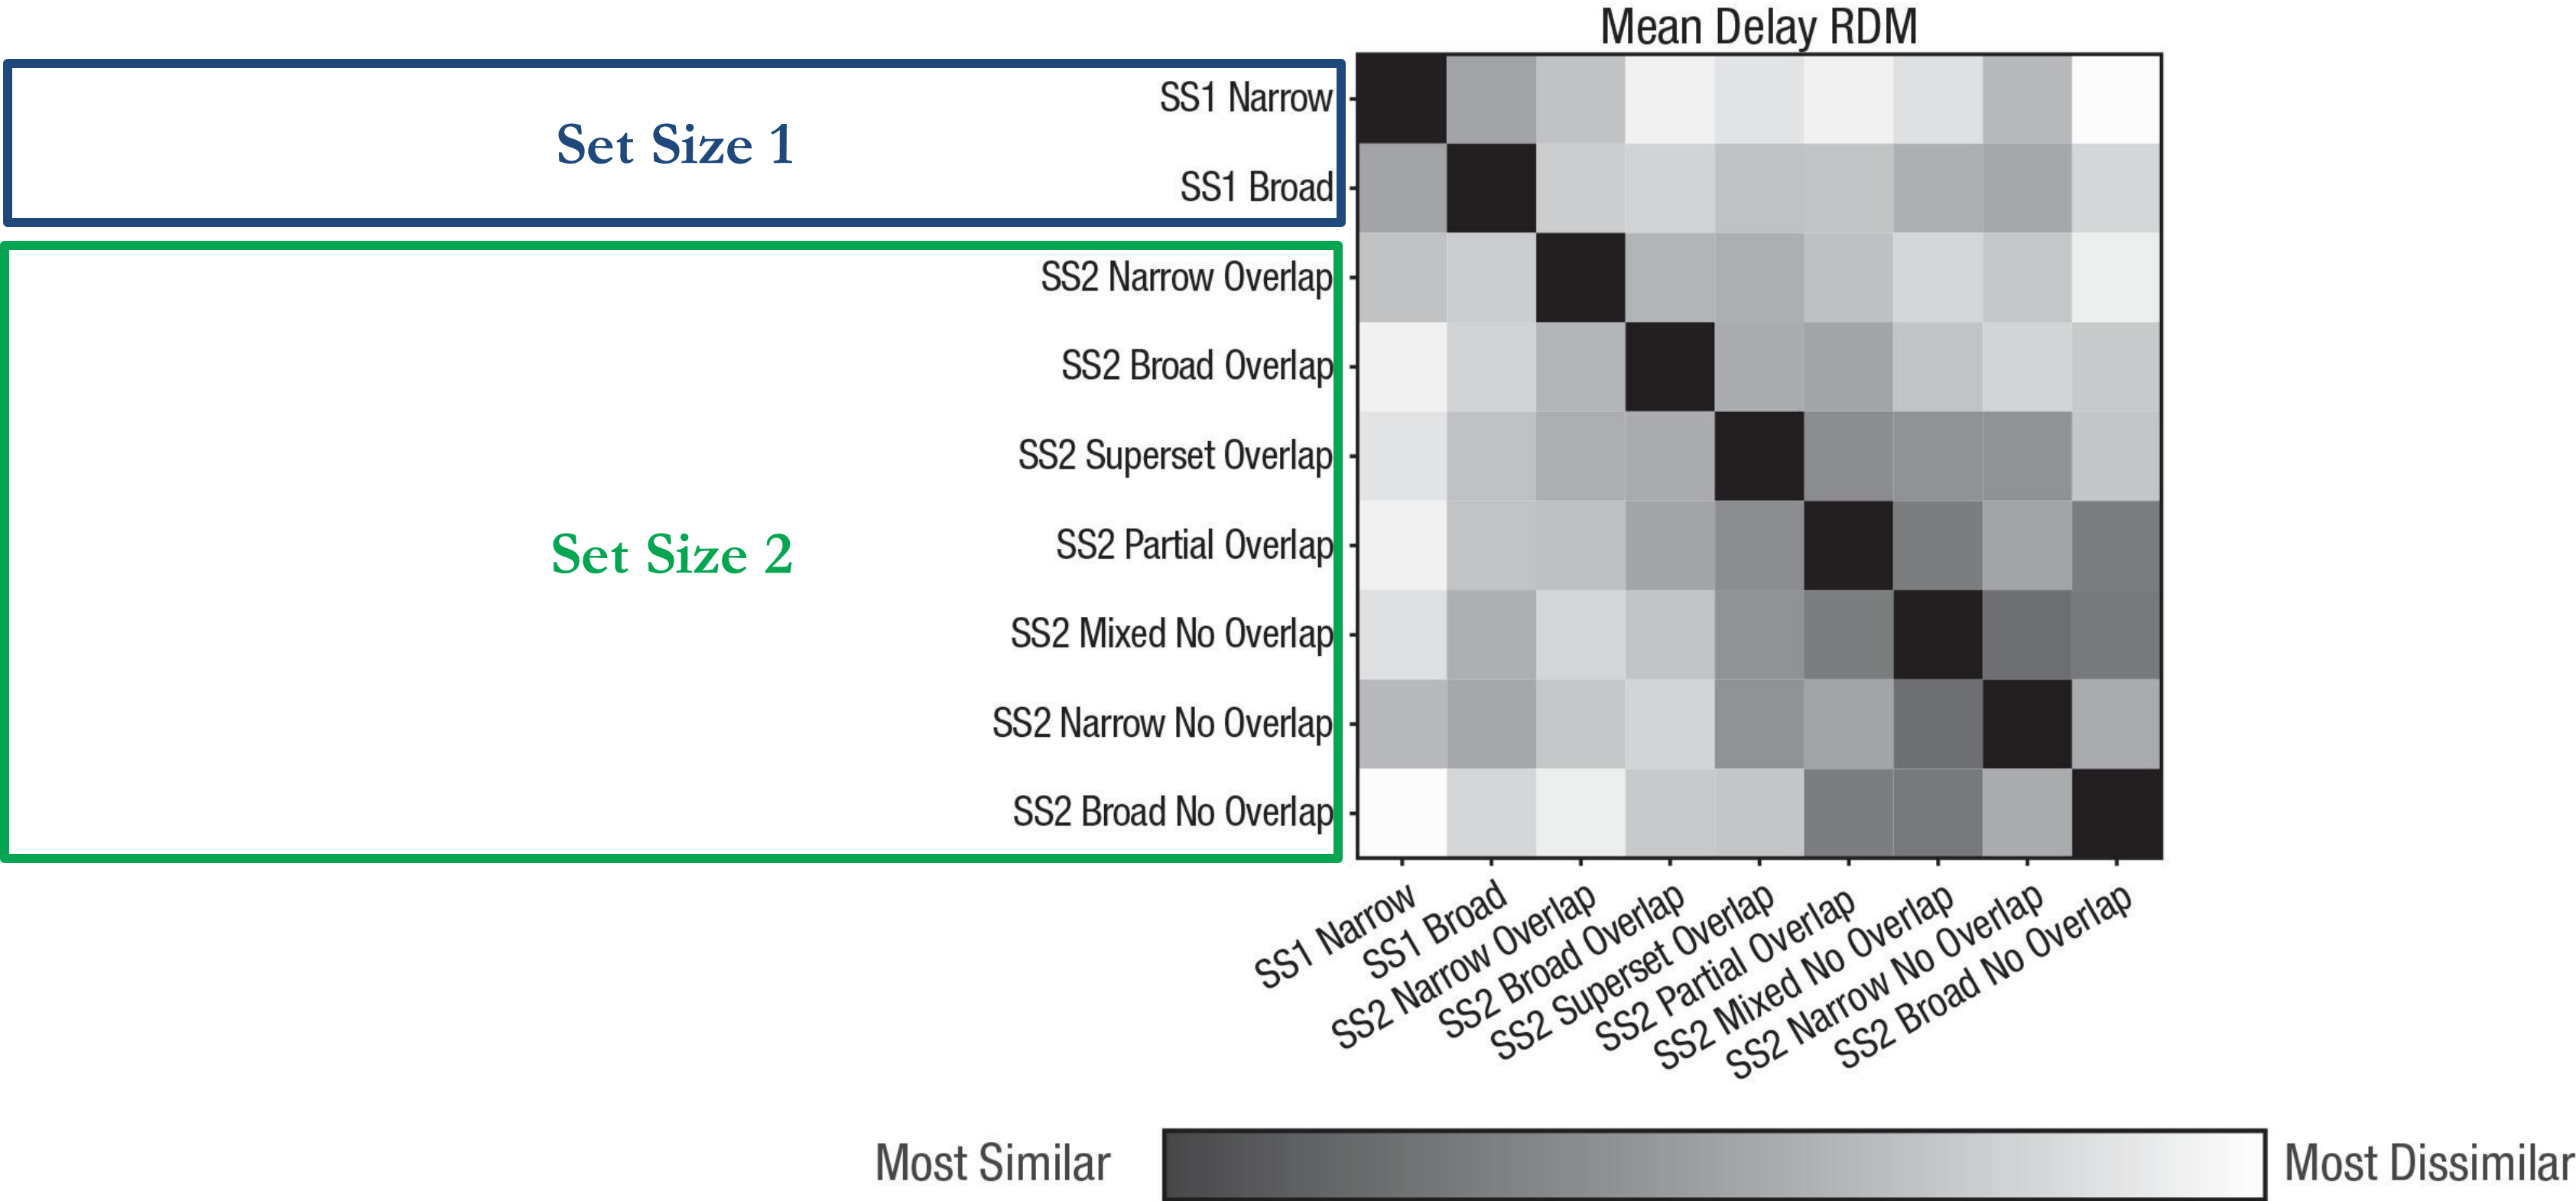 Mean Delay RDM
Set Size 1
SS1 Narrow
SS1 Broad
Set Size 2
SS2 Narrow Overlap
SS2 Broad Overlap
SS2 Superset Overlap
SS2 Partial Overlap
SS2 Mixed No Overlap
SS2 Narrow No Overlap
SS2 Broad No Overlap
SS1 Narrow
SS1 Broad
SS2 Narrow Overlap
SS2 Broad Overlap
SS2 Superset Overlap
SS2 Partial Overlap
SS2 Mixed No Overlap
SS2 Narrow No Overlap
SS2 Broad No Overlap
Most Similar
Most Dissimilar